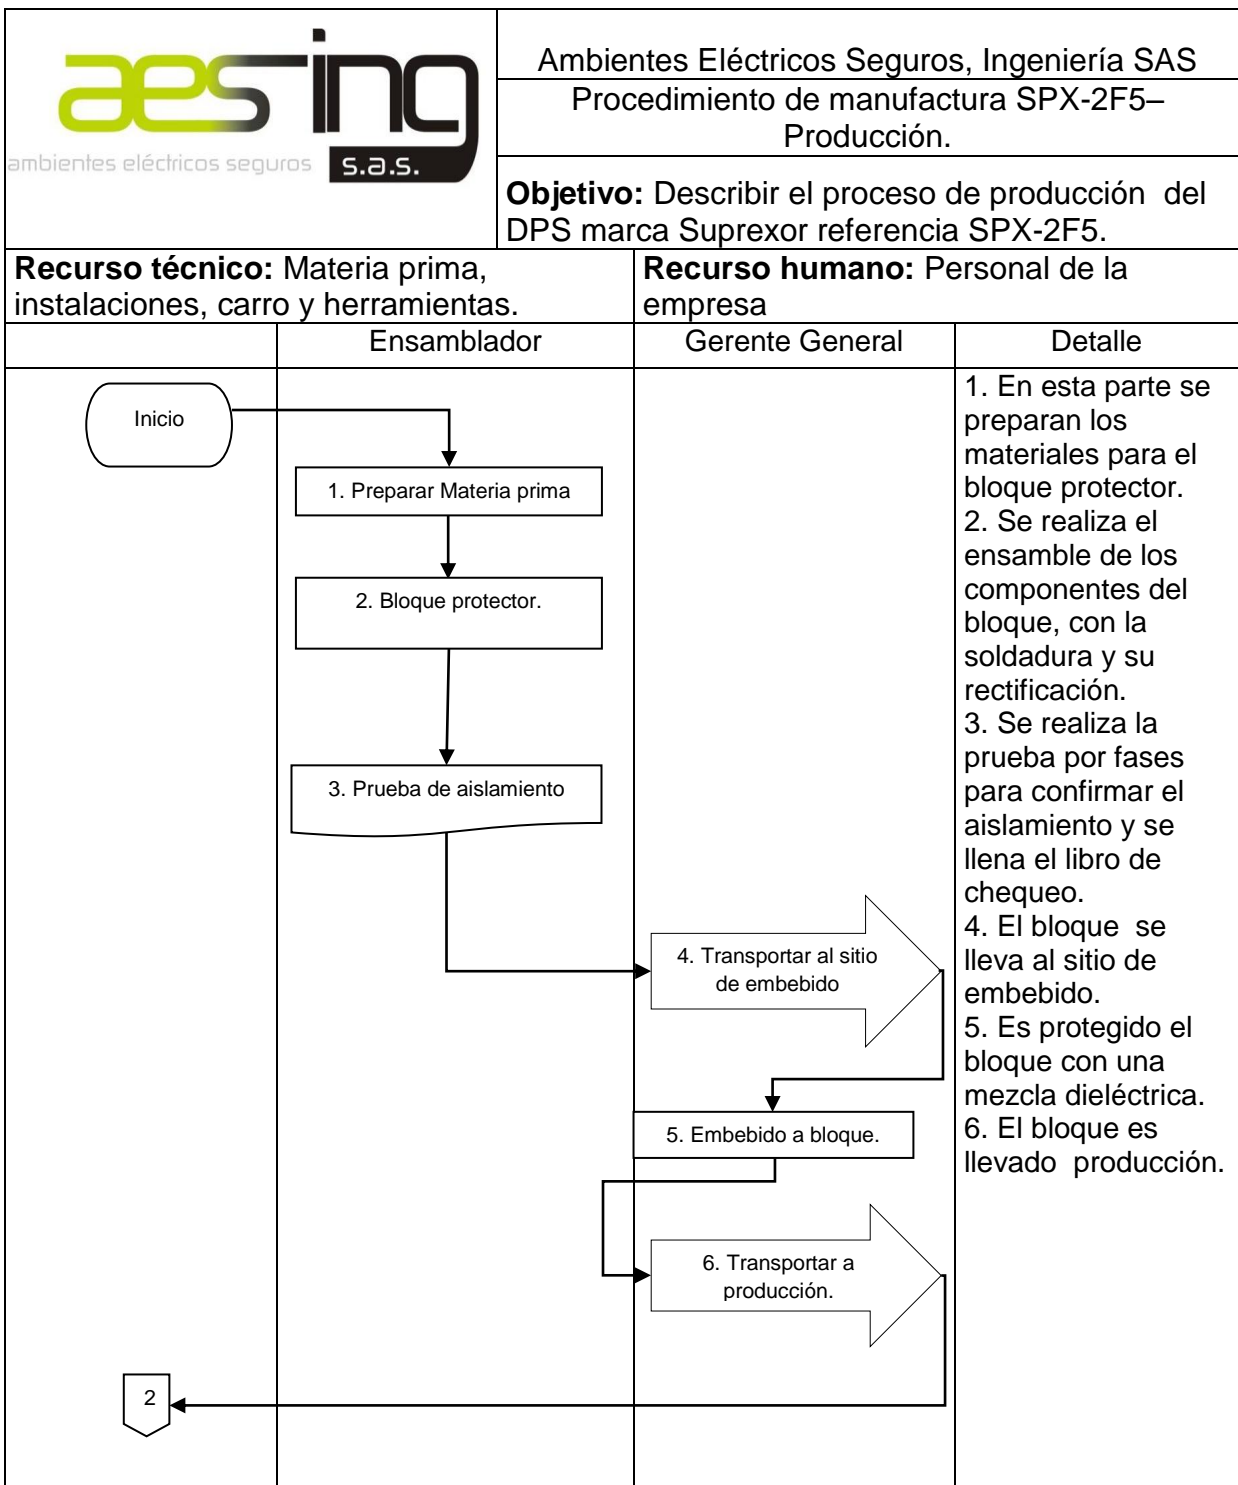 aesing
ambientes eléctricos seguros s.a.s.
Ambientes Eléctricos Seguros, Ingeniería SAS
Procedimiento de manufactura SPX-2F5–
Producción.
Objetivo: Describir el proceso de producción  del
DPS marca Suprexor referencia SPX-2F5.
Recurso técnico: Materia prima,
instalaciones, carro y herramientas.
Recurso humano: Personal de la
empresa
Ensamblador
Gerente General
Detalle
Inicio
1. Preparar Materia prima
2. Bloque protector.
3. Prueba de aislamiento
4. Transportar al sitio
de embebido
5. Embebido a bloque.
6. Transportar a
producción.
2
1. En esta parte se
preparan los
materiales para el
bloque protector.
2. Se realiza el
ensamble de los
componentes del
bloque, con la
soldadura y su
rectificación.
3. Se realiza la
prueba por fases
para confirmar el
aislamiento y se
llena el libro de
chequeo.
4. El bloque  se
lleva al sitio de
embebido.
5. Es protegido el
bloque con una
mezcla dieléctrica.
6. El bloque es
llevado  producción.